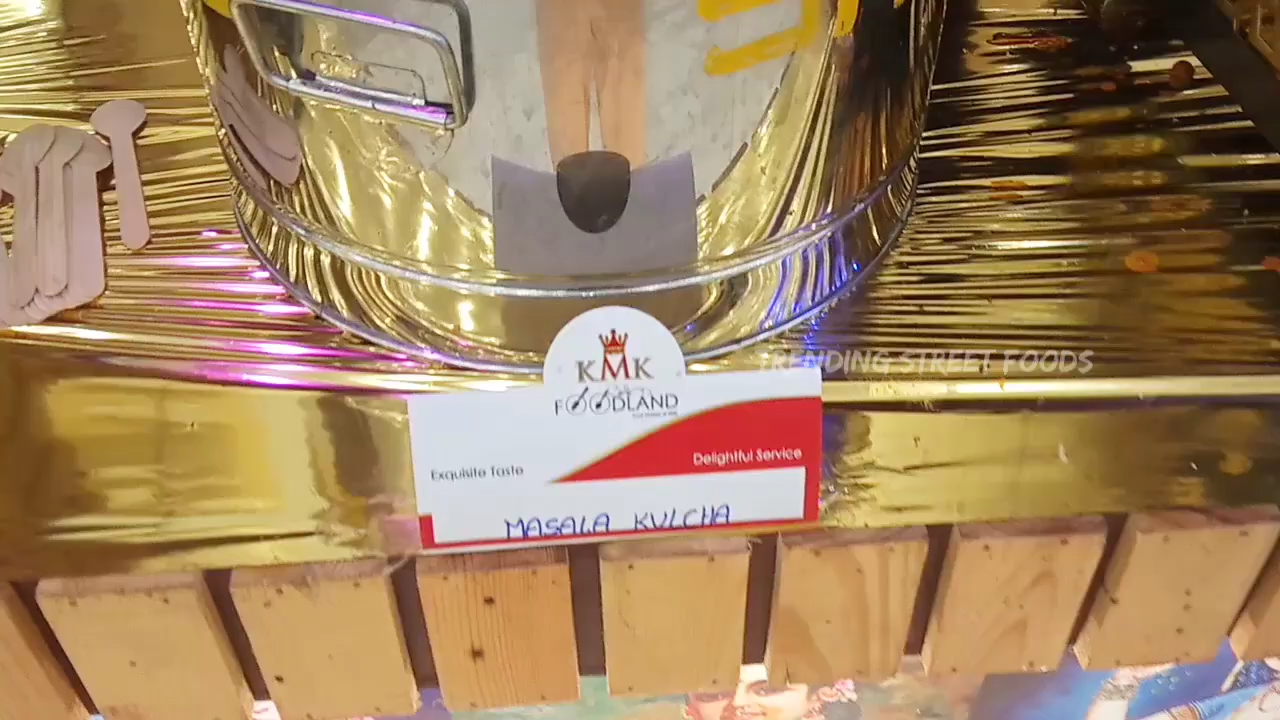 TRENDING STREET FOODS
KMK
FOODLAND
Exquisite Taste
Delightful Service
MASALA KULCHA